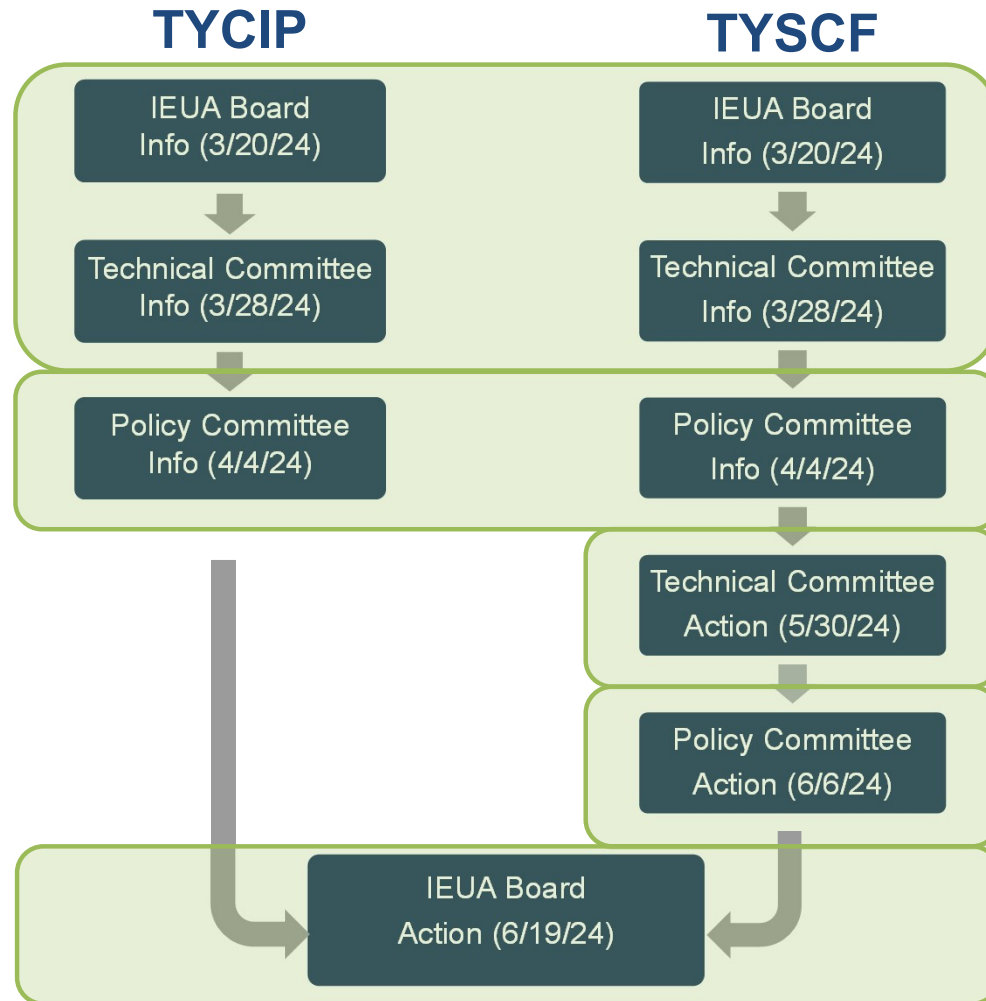 TYCIP
TYSCF
IEUA Board
Info (3/20/24)
IEUA Board
Info (3/20/24)
Technical Committee
Info (3/28/24)
Technical Committee
Info (3/28/24)
Policy Committee
Info (4/4/24)
Policy Committee
Info (4/4/24)
Technical Committee
Action (5/30/24)
Policy Committee
Action (6/6/24)
IEUA Board
Action (6/19/24)